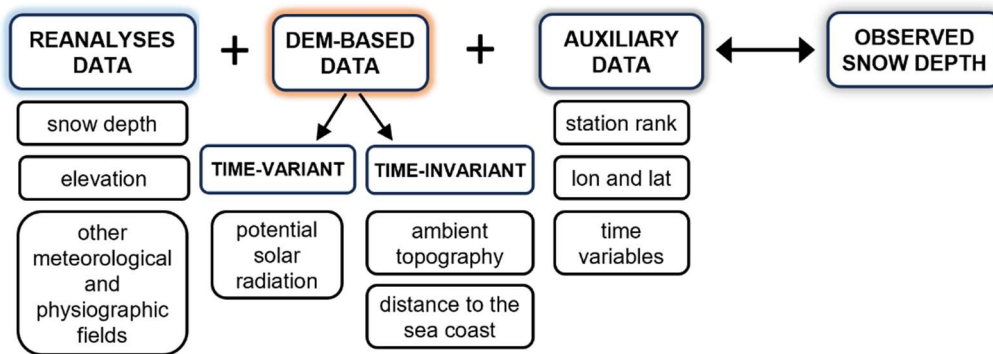 REANALYSES
DATA
+
DEM-BASED
DATA
+
AUXILIARY
DATA
OBSERVED
SNOW DEPTH
snow depth
elevation
other
meteorological
and
physiographic
fields
TIME-VARIANT
potential
solar
radiation
TIME-INVARIANT
ambient
topography
distance to the
sea coast
station rank
lon and lat
time
variables